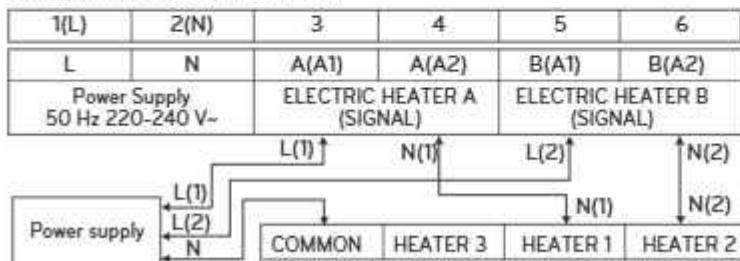 1(L) 2(N) 3 4 5 6
L N A(A1) A(A2) B(A1) B(A2)
Power Supply
50 Hz 220-240 V~
ELECTRIC HEATER A
(SIGNAL)
ELECTRIC HEATER B
(SIGNAL)
L(1) N(1) L(2) N(2)
L(1)
L(2)
N
N(1) N(2)
Power supply
COMMON HEATER 3 HEATER 1 HEATER 2